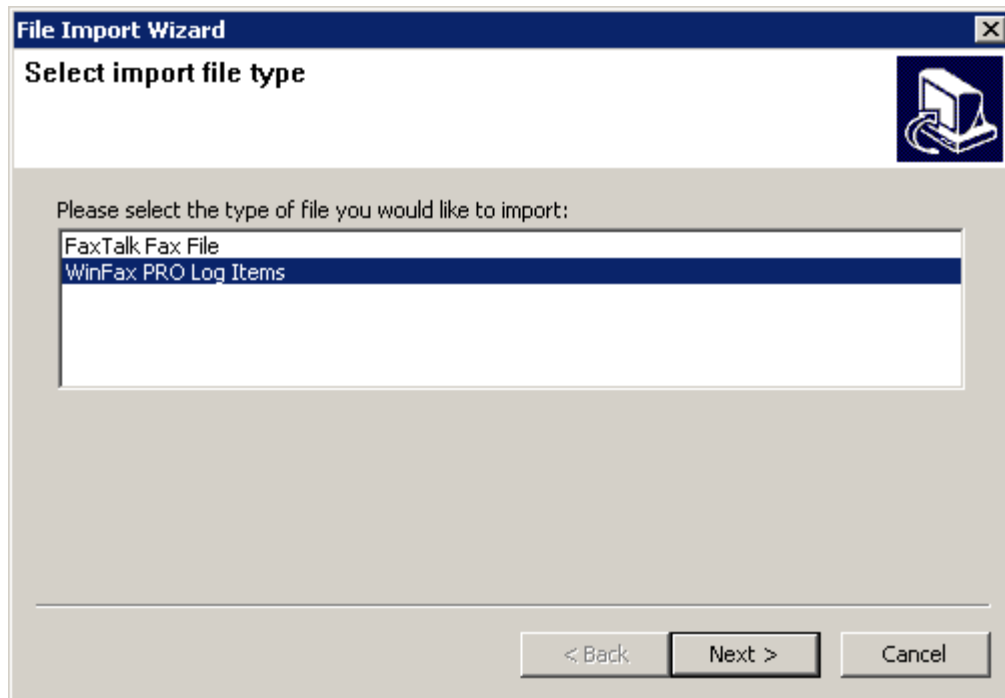 File Import Wizard
Select import file type
Please select the type of file you would like to import:
FaxTalk Fax File
WinFax PRO Log Items
< Back
Next >
Cancel